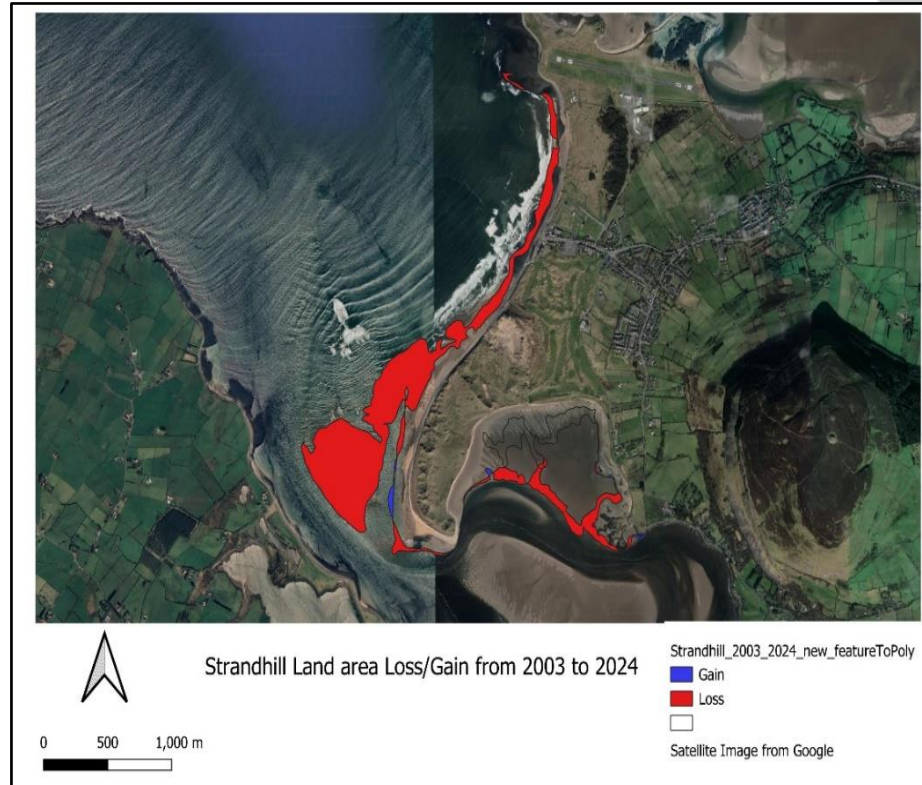 Strandhill Land area Loss/Gain from 2003 to 2024
0 500 1,000 m
Strandhill_2003_2024_new_featureToPoly
Gain
Loss
Satellite Image from Google